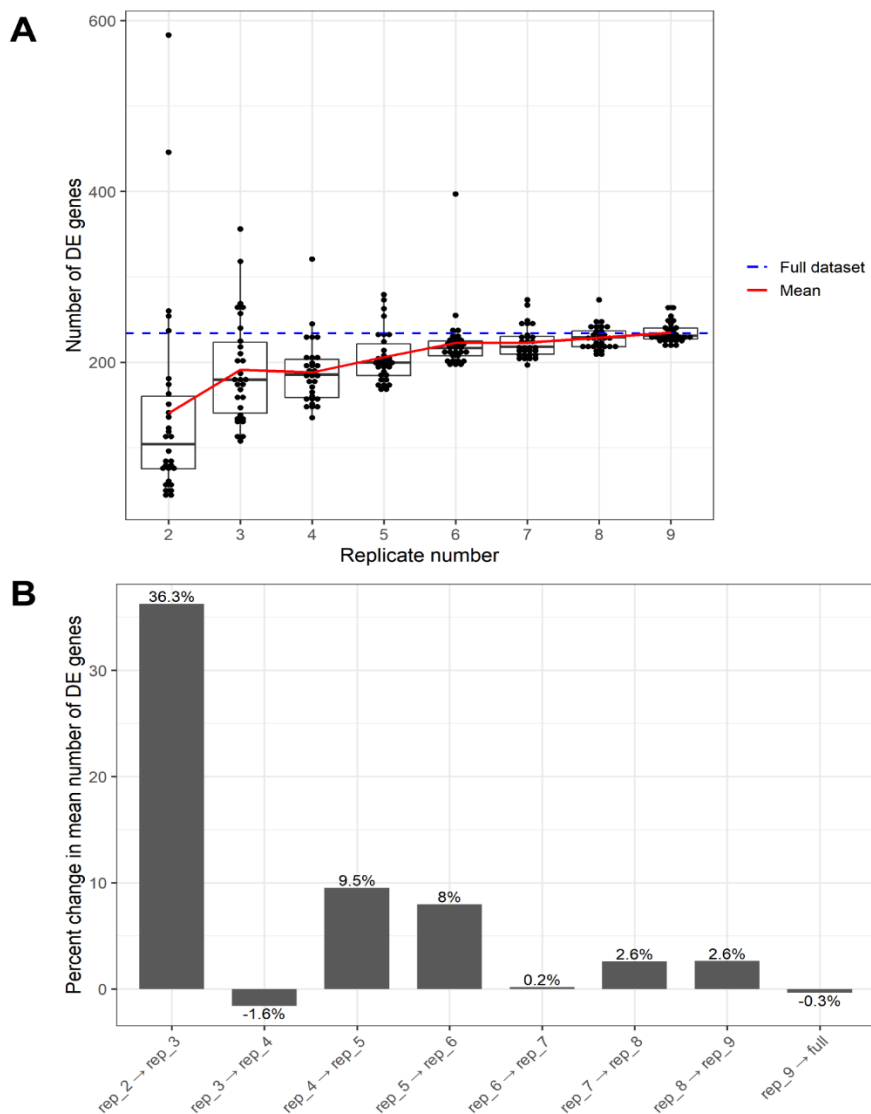 A
600
400
200
Number of DE genes
2 3 4 5 6 7 8 9
Replicate number
Full dataset
Mean
B
36.3%
-1.6%
9.5%
8%
0.2%
2.6%
2.6%
-0.3%
30
20
10
0
Percent change in mean number of DE genes
rep_2 → rep_3
rep_3 → rep_4
rep_4 → rep_5
rep_5 → rep_6
rep_6 → rep_7
rep_7 → rep_8
rep_8 → rep_9
rep_9 → full